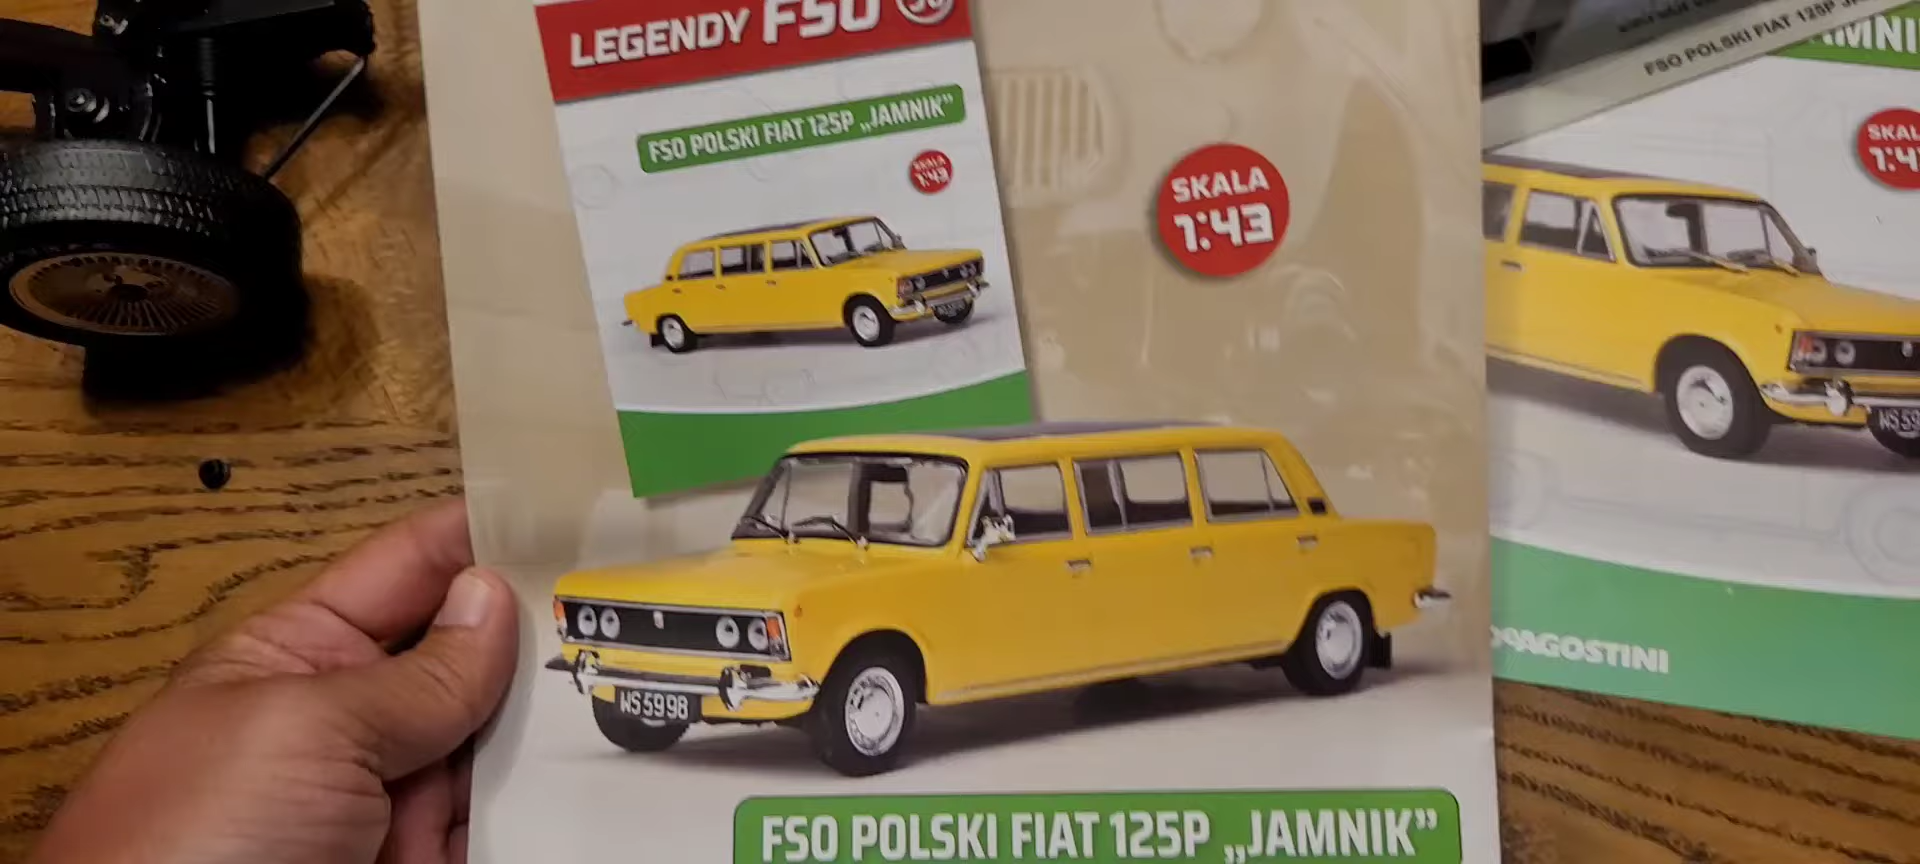 LEGENDY FSO
FSO POLSKI FIAT 125P „JAMNIK”
SKALA
1:43
SKALA
1:43
WS 5998
FSO POLSKI FIAT 125P „JAMNIK”
FSO POLSKI FIAT 125P
SKALA
DeAGOSTINI